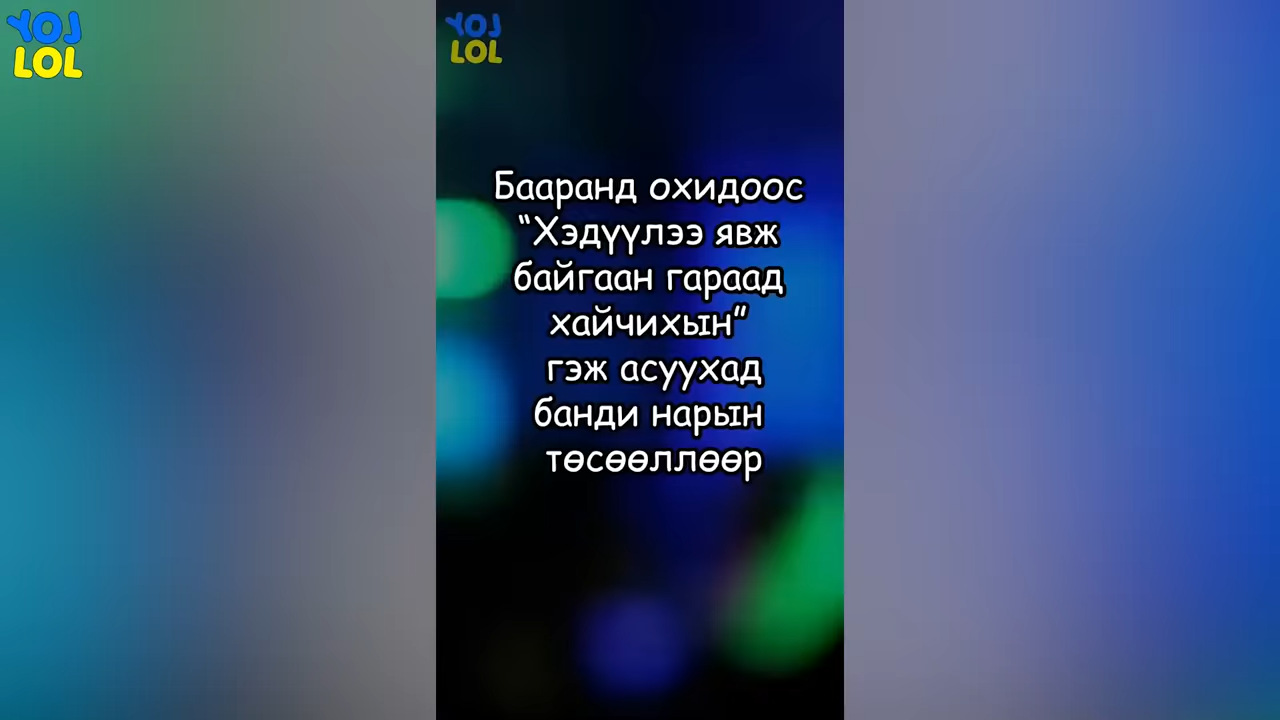 YOJ
LOL
YOJ
LOL
Бааранд охидоос
“Хэдүүлээ явж
байгаан гараад
хайчихын”
гэж асуухад
банди нарын
төсөөллөөр